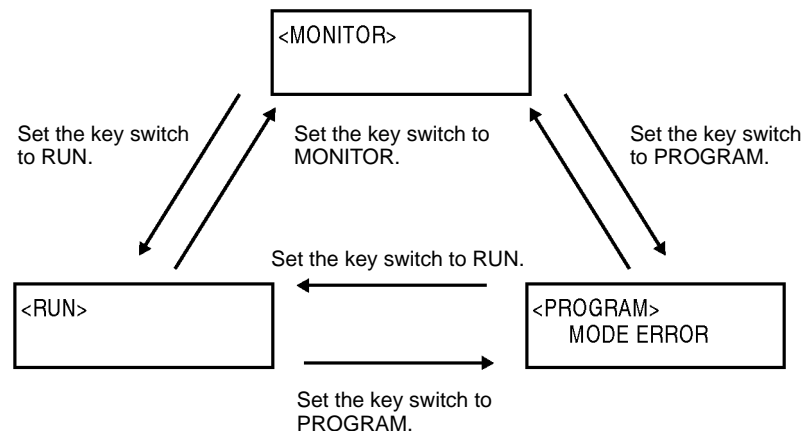 <MONITOR>
Set the key switch
to RUN.
Set the key switch to
MONITOR.
Set the key switch
to PROGRAM.
Set the key switch to RUN.
<RUN>
<PROGRAM>
MODE ERROR
Set the key switch to
PROGRAM.